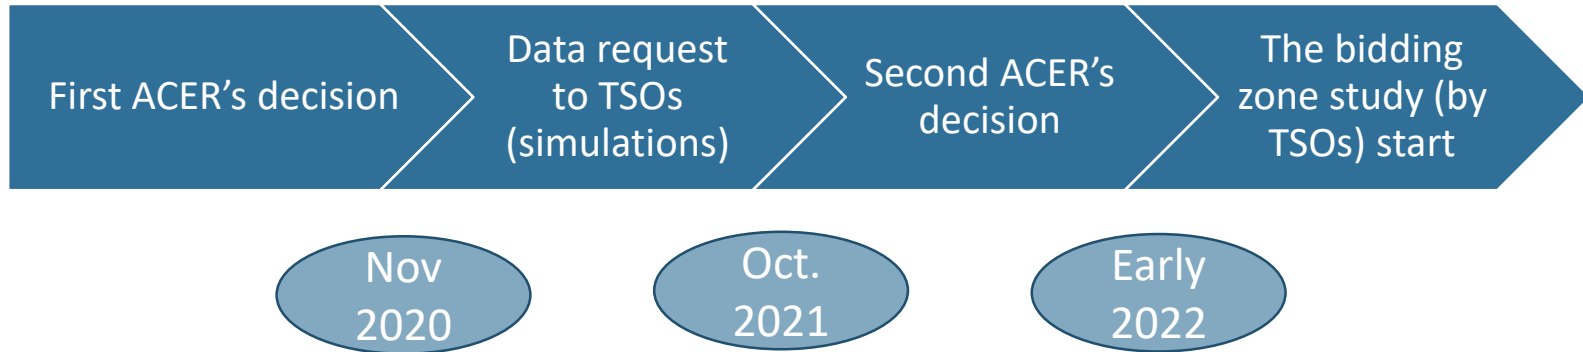 First ACER’s decision
Data request
to TSOs
(simulations)
Second ACER’s
decision
The bidding
zone study (by
TSOs) start
Nov
2020
Oct.
2021
Early
2022